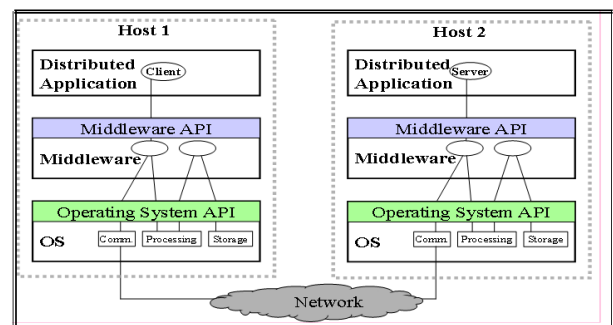 Host 1
Distributed
Application
Client
Middleware API
Middleware
Operating System API
OS
Comm.
Processing
Storage
Host 2
Distributed
Application
Server
Middleware API
Middleware
Operating System API
OS
Comm.
Processing
Storage
Network